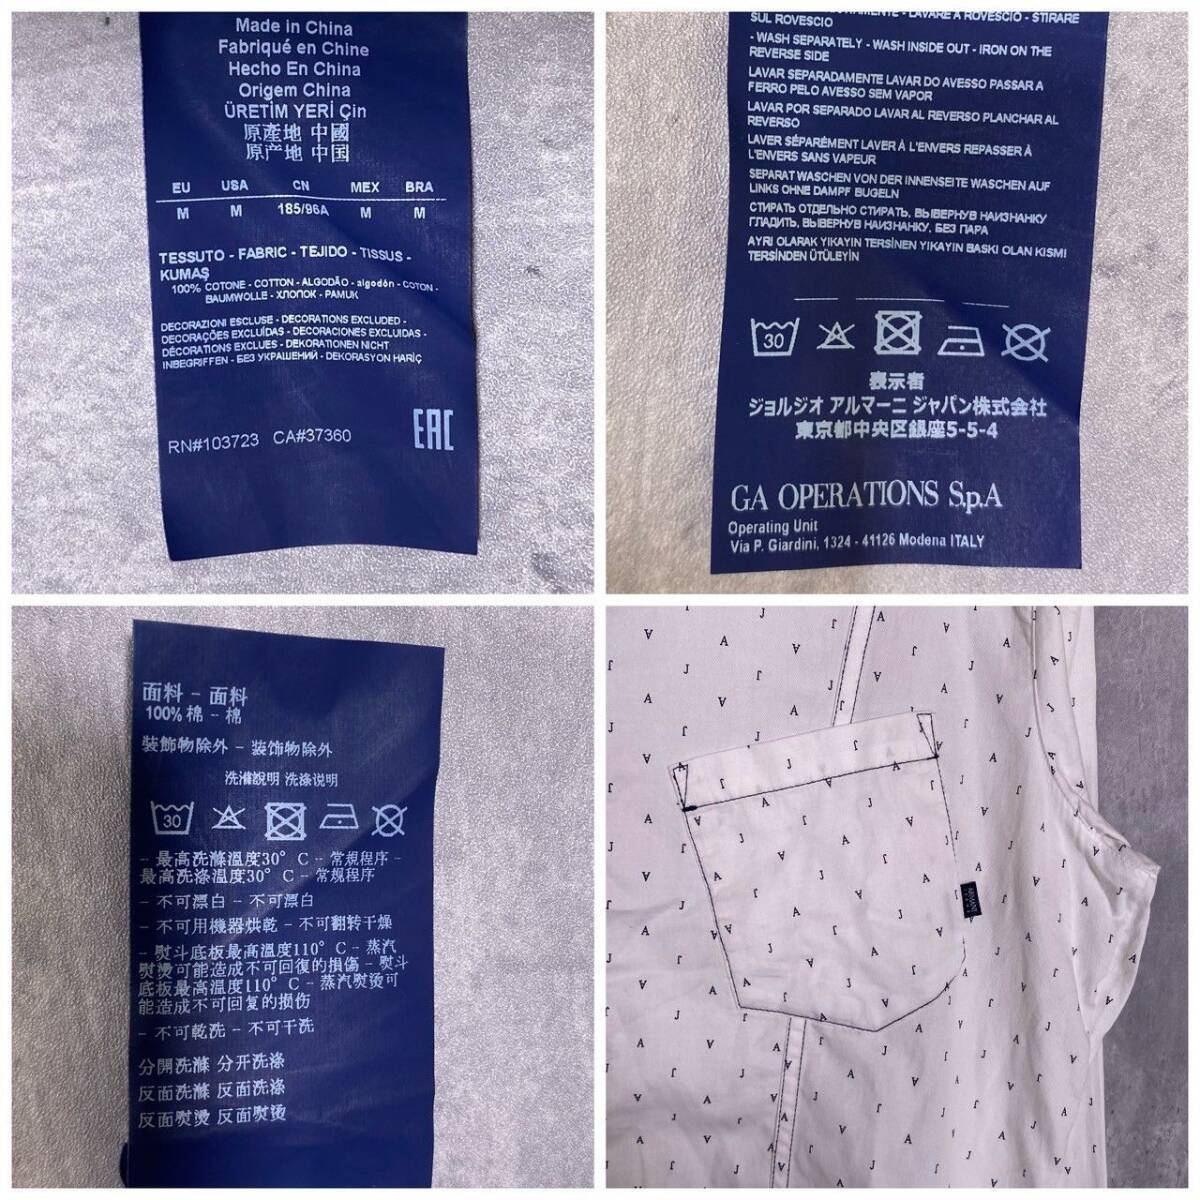 Made in China
Fabriqué en Chine
Hecho En China
Origem China
ÜRETİM YERİ Çin
原產地 中國
原产地 中国
EU USA CN MEX BRA
M M 185/96A M M
TESSUTO - FABRIC - TEJIDO - TISSUS -
KUMAŞ
100% COTONE - COTTON - ALGODÃO - algodón - COTON -
BAUMWOLLE - ХЛОПОК - PAMUK
DECORAZIONI ESCLUSE - DECORATIONS EXCLUDED -
DECORAÇÕES EXCLUÍDAS - DECORACIONES EXCLUIDAS -
DÉCORATIONS EXCLUES - DEKORATIONEN NICHT
INBEGRIFFEN - БЕЗ УКРАШЕНИЙ - DEKORASYON HARİÇ
EAC
RN#103723 CA#37360
- LAVARE A ROVESCIO - STIRARE
SUL ROVESCIO
- WASH SEPARATELY - WASH INSIDE OUT - IRON ON THE
REVERSE SIDE
LAVAR SEPARADAMENTE LAVAR DO AVESSO PASSAR A
FERRO PELO AVESSO SEM VAPOR
LAVAR POR SEPARADO LAVAR AL REVERSO PLANCHAR AL
REVERSO
LAVER SÉPARÉMENT LAVER À L'ENVERS REPASSER À
L'ENVERS SANS VAPEUR
SEPARAT WASCHEN VON DER INNENSEITE WASCHEN AUF
LINKS OHNE DAMPF BUGELN
СТИРАТЬ ОТДЕЛЬНО СТИРАТЬ, ВЫВЕРНУВ НАИЗНАНКУ
ГЛАДИТЬ, ВЫВЕРНУВ НАИЗНАНКУ, БЕЗ ПАРА
AYRI OLARAK YIKAYIN TERSİNEN YIKAYIN BASKI OLAN KISMI
TERSİNDEN ÜTÜLEYİN
30
表示者
ジョルジオ アルマーニ ジャパン株式会社
東京都中央区銀座5-5-4
GA OPERATIONS S.p.A
Operating Unit
Via P. Giardini, 1324 - 41126 Modena ITALY
面料 - 面料
100% 棉 - 棉
裝飾物除外 - 装饰物除外
洗滌說明 洗涤说明
30
- 最高洗滌溫度30° C - 常規程序 -
最高洗涤温度30° C - 常规程序
- 不可漂白 - 不可漂白
- 不可用機器烘乾 - 不可翻转干燥
- 熨斗底板最高溫度110° C - 蒸汽
熨燙可能造成不可回復的損傷 - 熨斗
底板最高温度110° C - 蒸汽熨烫可
能造成不可回复的损伤
- 不可乾洗 - 不可干洗
分開洗滌 分开洗涤
反面洗滌 反面洗涤
反面熨燙 反面熨烫
ARMANI